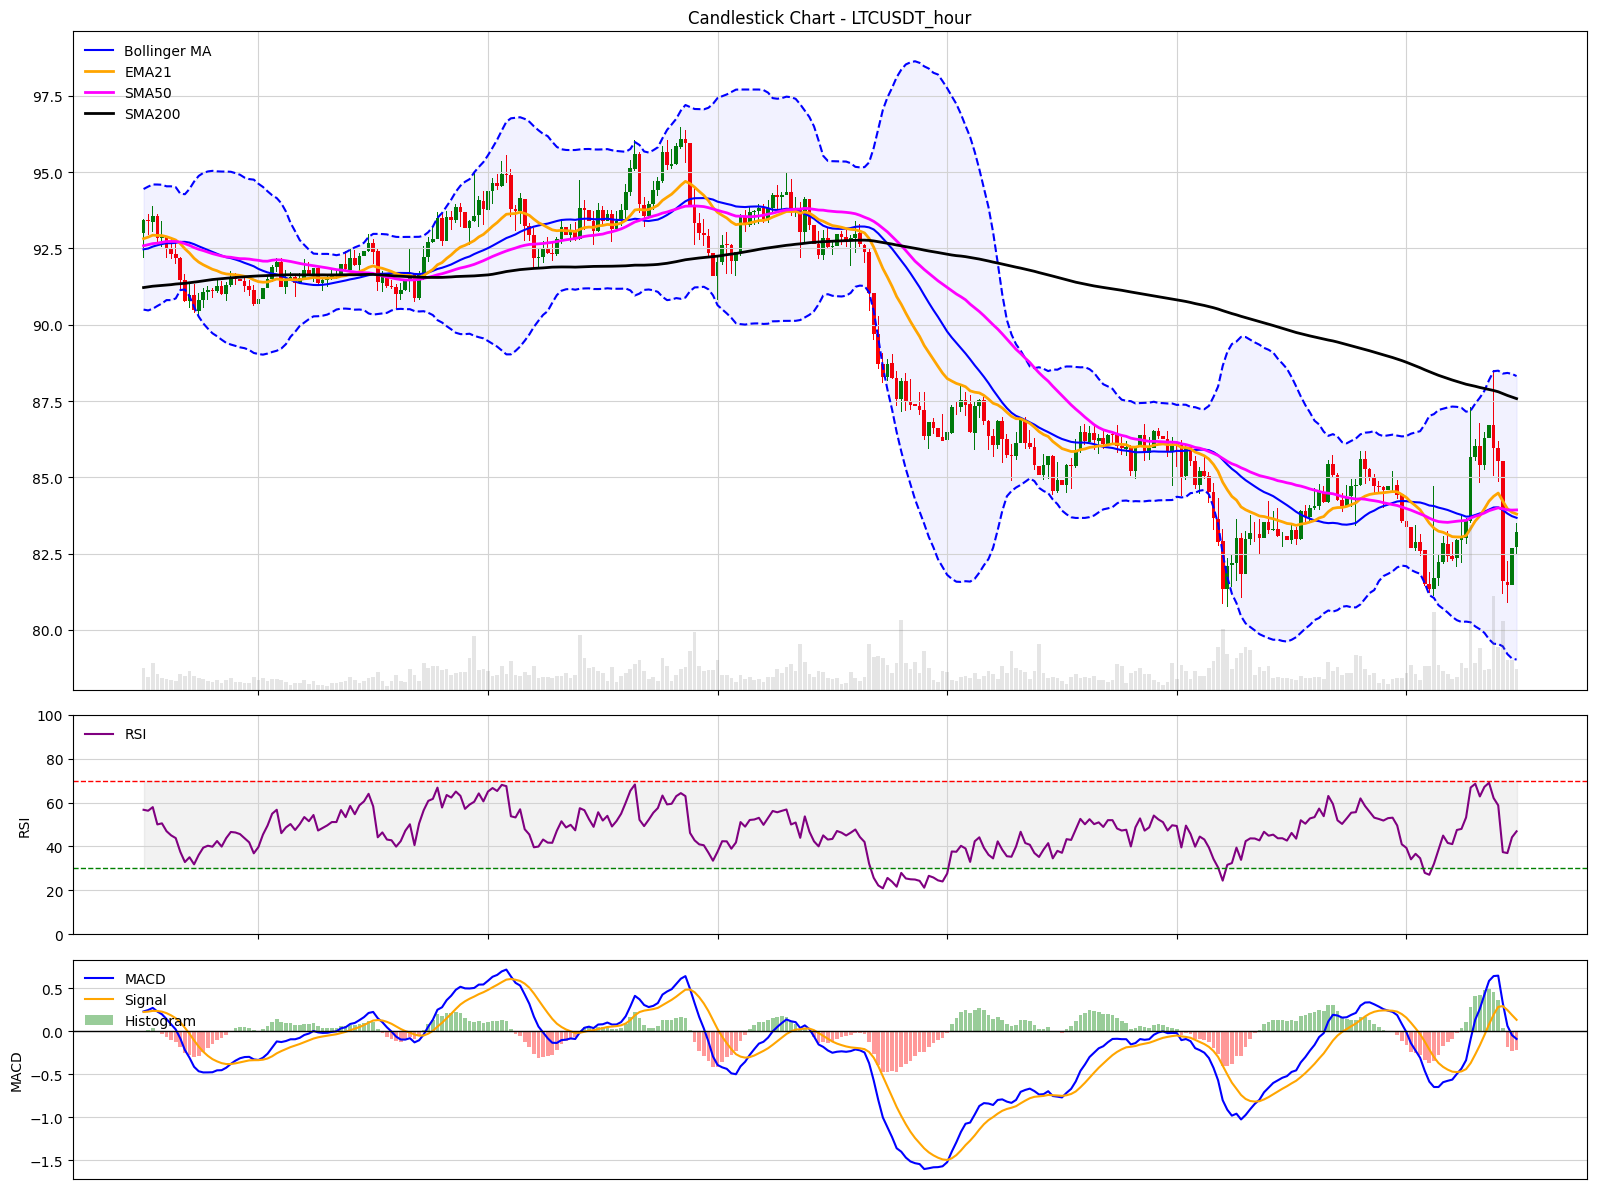 Candlestick Chart - LTCUSDT_hour
Bollinger MA
EMA21
SMA50
SMA200
97.5
95.0
92.5
90.0
87.5
85.0
82.5
80.0
RSI
100
80
60
40
20
0
RSI
MACD
Signal
Histogram
0.5
0.0
−0.5
−1.0
−1.5
MACD